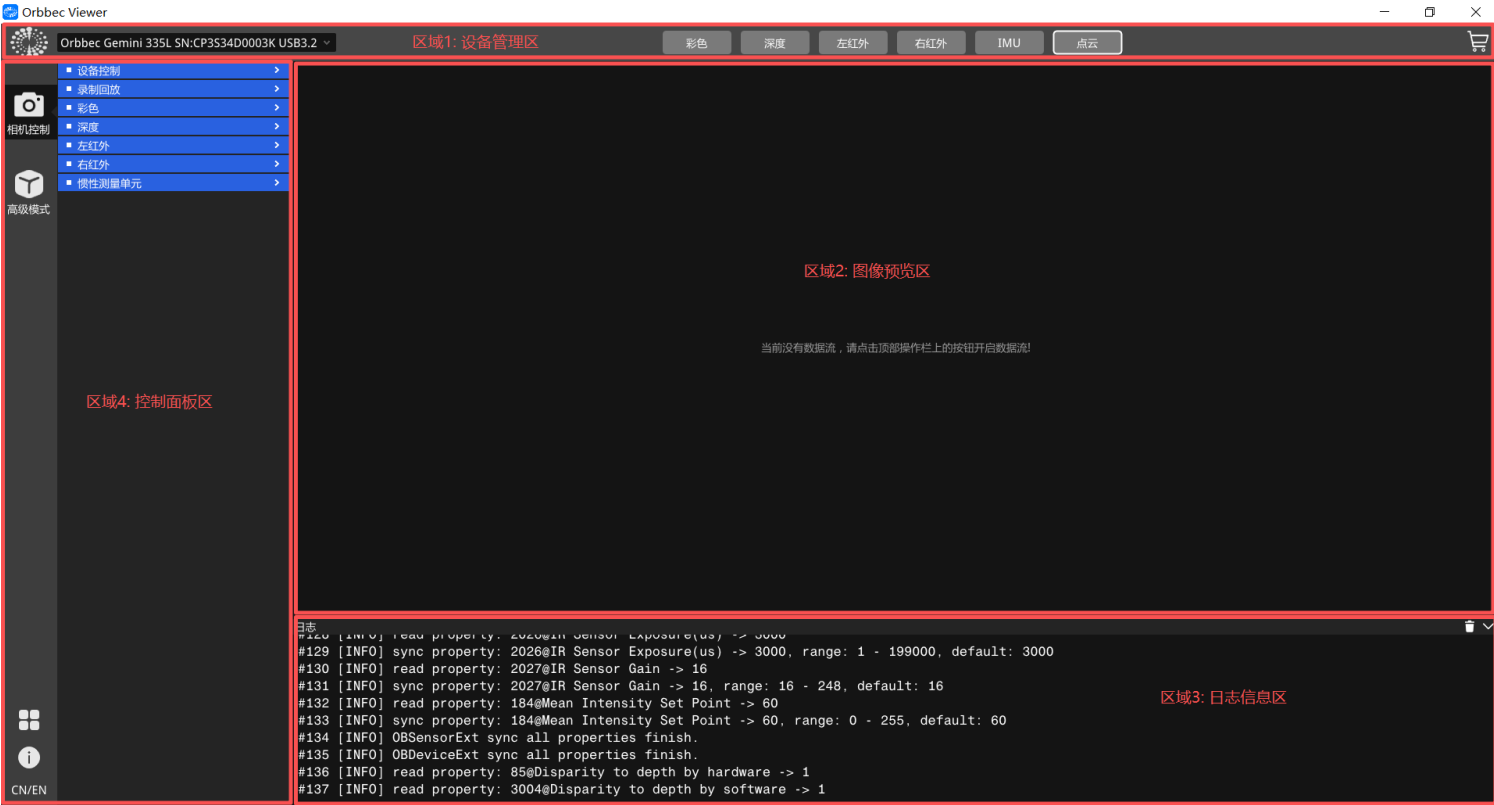 Orbbec Viewer
Orbbec Gemini 335L SN:CP3S34D0003K USB3.2
区域1: 设备管理区
彩色
深度
左红外
右红外
IMU
点云
相机控制
高级模式
设备控制
录制回放
彩色
深度
左红外
右红外
惯性测量单元
区域2: 图像预览区
当前没有数据流，请点击顶部操作栏上的按钮开启数据流!
区域4: 控制面板区
日志
#128 [INFO] read property: 2026@IR Sensor Exposure(us) -> 3000
#129 [INFO] sync property: 2026@IR Sensor Exposure(us) -> 3000, range: 1 - 199000, default: 3000
#130 [INFO] read property: 2027@IR Sensor Gain -> 16
#131 [INFO] sync property: 2027@IR Sensor Gain -> 16, range: 16 - 248, default: 16
#132 [INFO] read property: 184@Mean Intensity Set Point -> 60
#133 [INFO] sync property: 184@Mean Intensity Set Point -> 60, range: 0 - 255, default: 60
#134 [INFO] OBSensorExt sync all properties finish.
#135 [INFO] OBDeviceExt sync all properties finish.
#136 [INFO] read property: 85@Disparity to depth by hardware -> 1
#137 [INFO] read property: 3004@Disparity to depth by software -> 1
区域3: 日志信息区
CN/EN